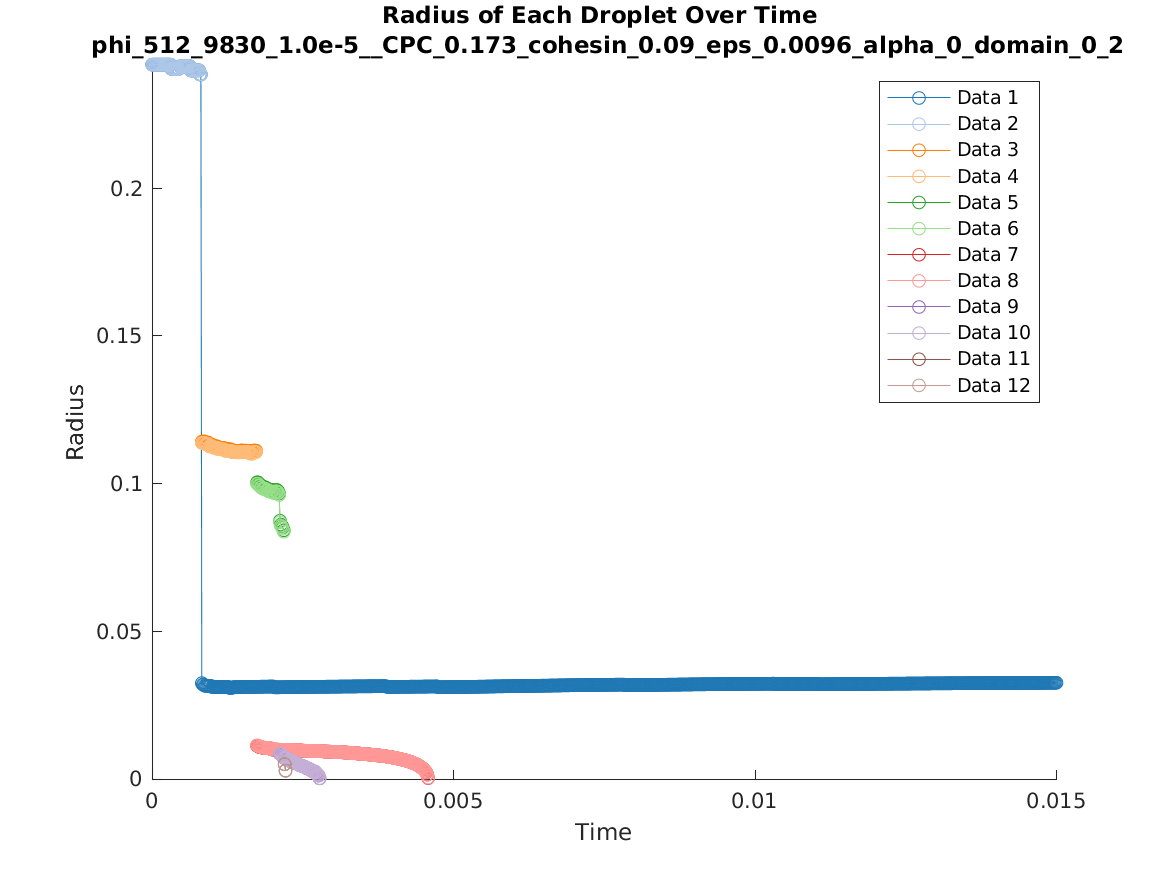 Radius of Each Droplet Over Time
phi_512_9830_1.0e-5__CPC_0.173_cohesin_0.09_eps_0.0096_alpha_0_domain_0_2
Data 1
Data 2
Data 3
Data 4
Data 5
Data 6
Data 7
Data 8
Data 9
Data 10
Data 11
Data 12
0.2
0.15
0.1
0.05
0
Radius
0
0.005
0.01
0.015
Time